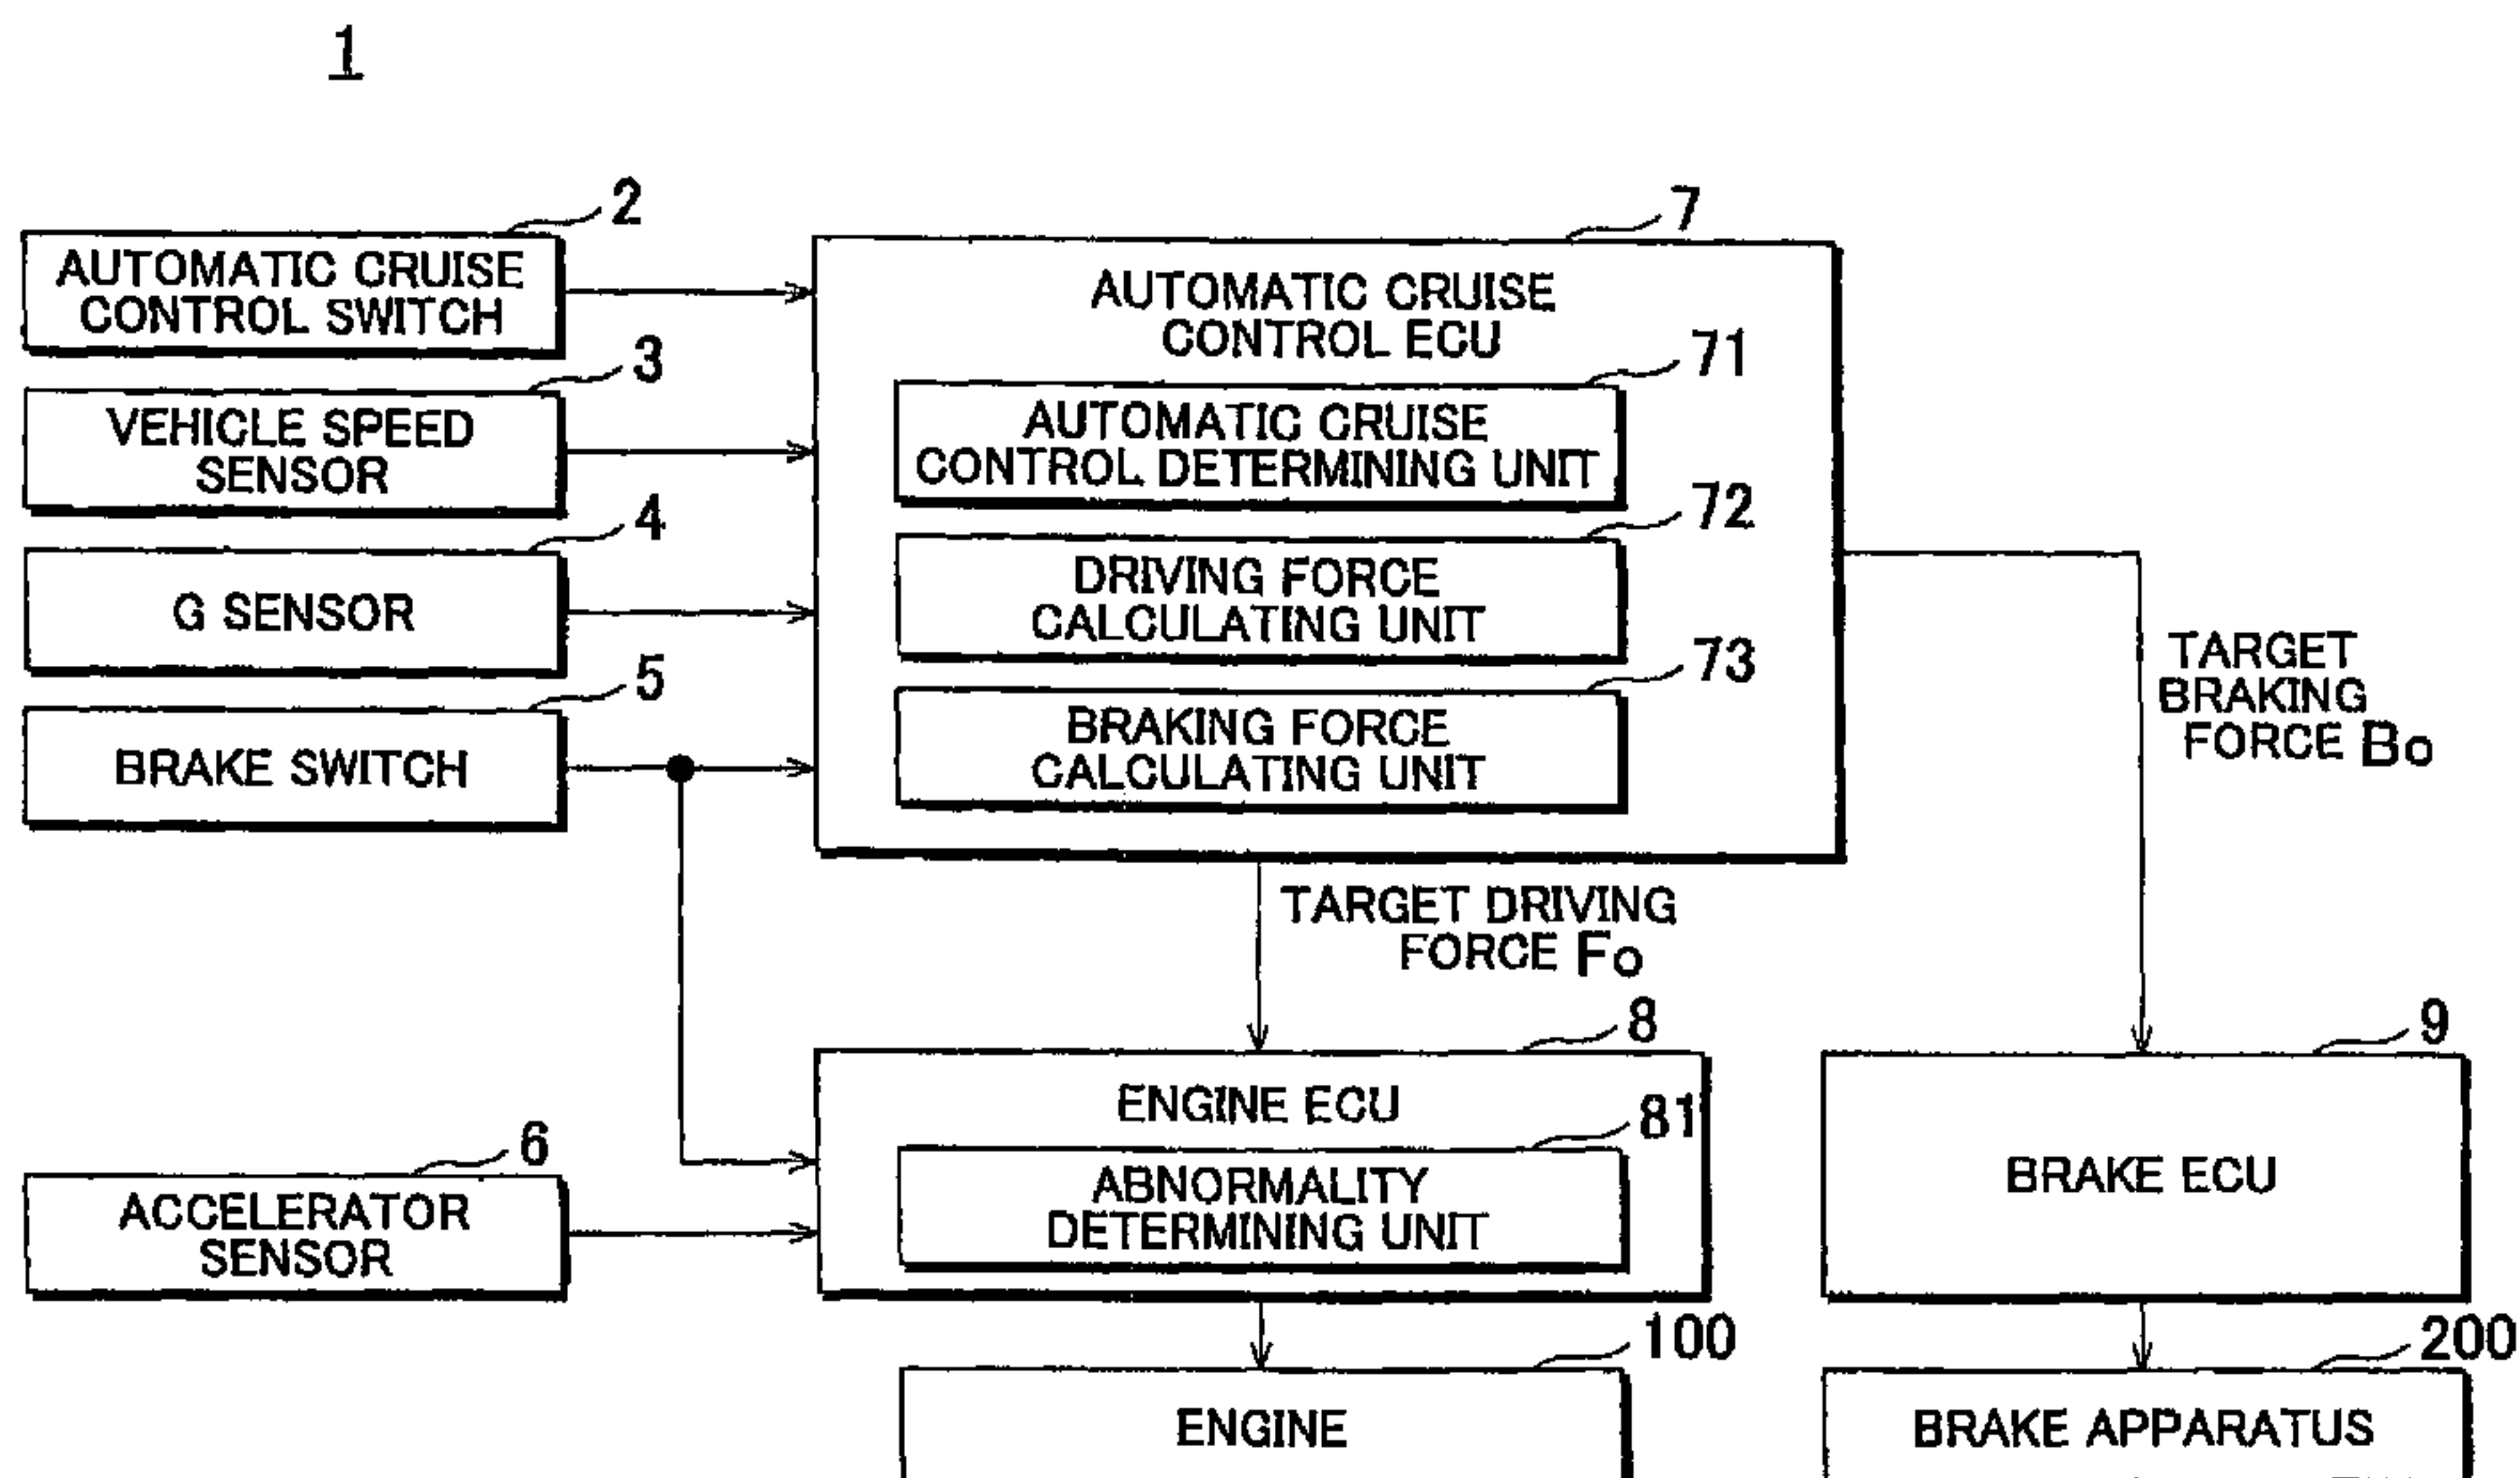 1
2
AUTOMATIC CRUISE
CONTROL SWITCH
3
VEHICLE SPEED
SENSOR
4
G SENSOR
5
BRAKE SWITCH
6
ACCELERATOR
SENSOR
7
AUTOMATIC CRUISE
CONTROL ECU
71
AUTOMATIC CRUISE
CONTROL DETERMINING UNIT
72
DRIVING FORCE
CALCULATING UNIT
73
BRAKING FORCE
CALCULATING UNIT
TARGET DRIVING
FORCE Fo
TARGET
BRAKING
FORCE Bo
8
ENGINE ECU
81
ABNORMALITY
DETERMINING UNIT
9
BRAKE ECU
100
ENGINE
200
BRAKE APPARATUS